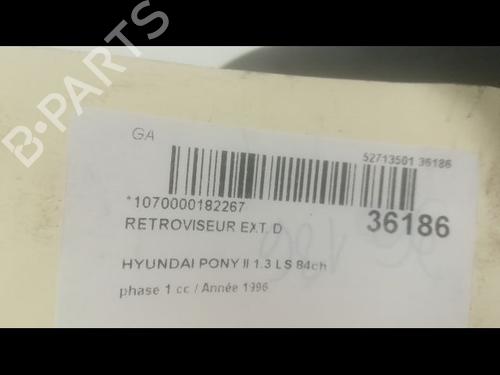 B-PARTS
GA
52713501 36186
*1070000182267
36186
RETROVISEUR EXT. D
HYUNDAI PONY II 1.3 LS 84ch
phase 1 cc / Année 1996